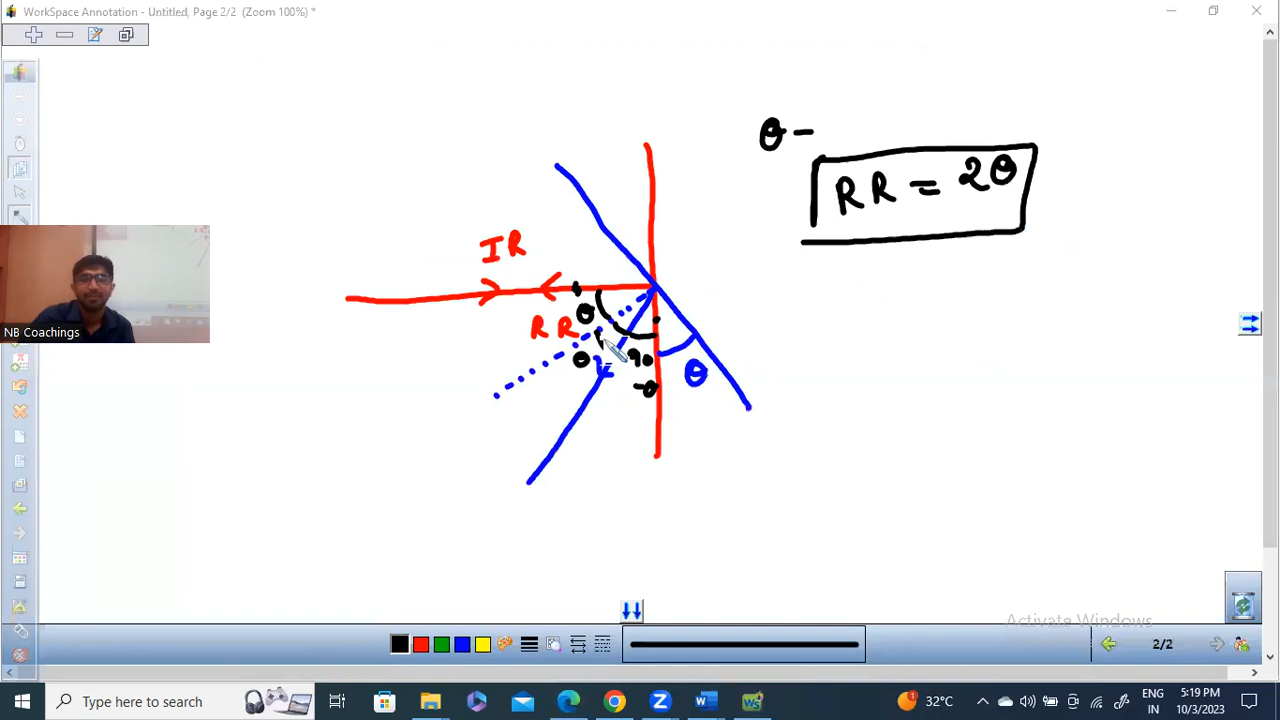 WorkSpace Annotation - Untitled, Page 2/2 (Zoom 100%) *
θ -
RR = 2θ
IR
θ
RR
θ
90
-θ
θ
NB Coachings
Activate Windows
2/2
Type here to search
1
32°C
ENG
IN
5:19 PM
10/3/2023